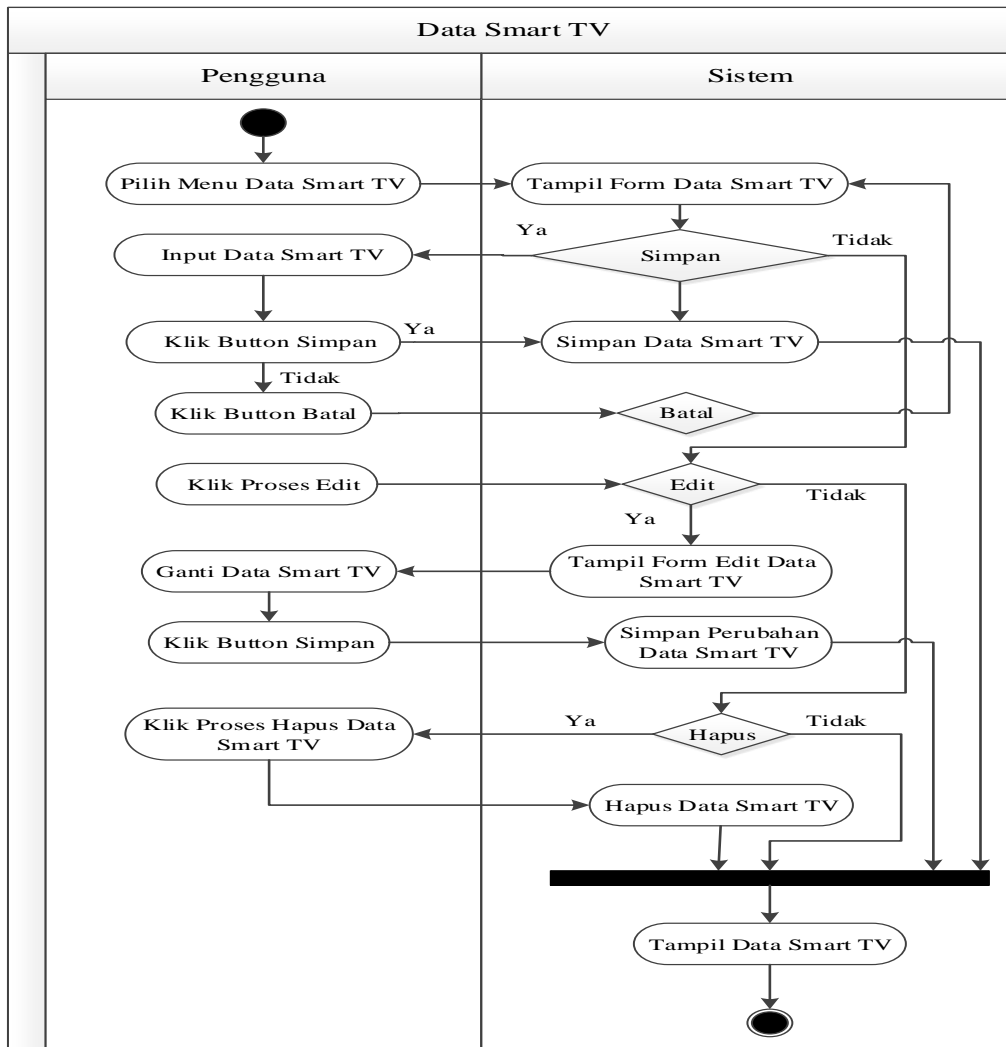 Data Smart TV
Pengguna
Sistem
Pilih Menu Data Smart TV
Tampil Form Data Smart TV
Ya
Tidak
Input Data Smart TV
Simpan
Klik Button Simpan
Ya
Simpan Data Smart TV
Tidak
Klik Button Batal
Batal
Klik Proses Edit
Edit
Tidak
Ya
Ganti Data Smart TV
Tampil Form Edit Data
Smart TV
Klik Button Simpan
Simpan Perubahan
Data Smart TV
Klik Proses Hapus Data
Smart TV
Ya
Hapus
Tidak
Hapus Data Smart TV
Tampil Data Smart TV